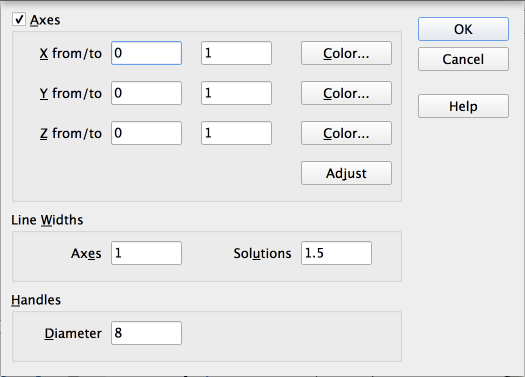 Axes
OK
X from/to 0 1 Color...
Cancel
Y from/to 0 1 Color...
Help
Z from/to 0 1 Color...
Adjust
Line Widths
Axes 1 Solutions 1.5
Handles
Diameter 8